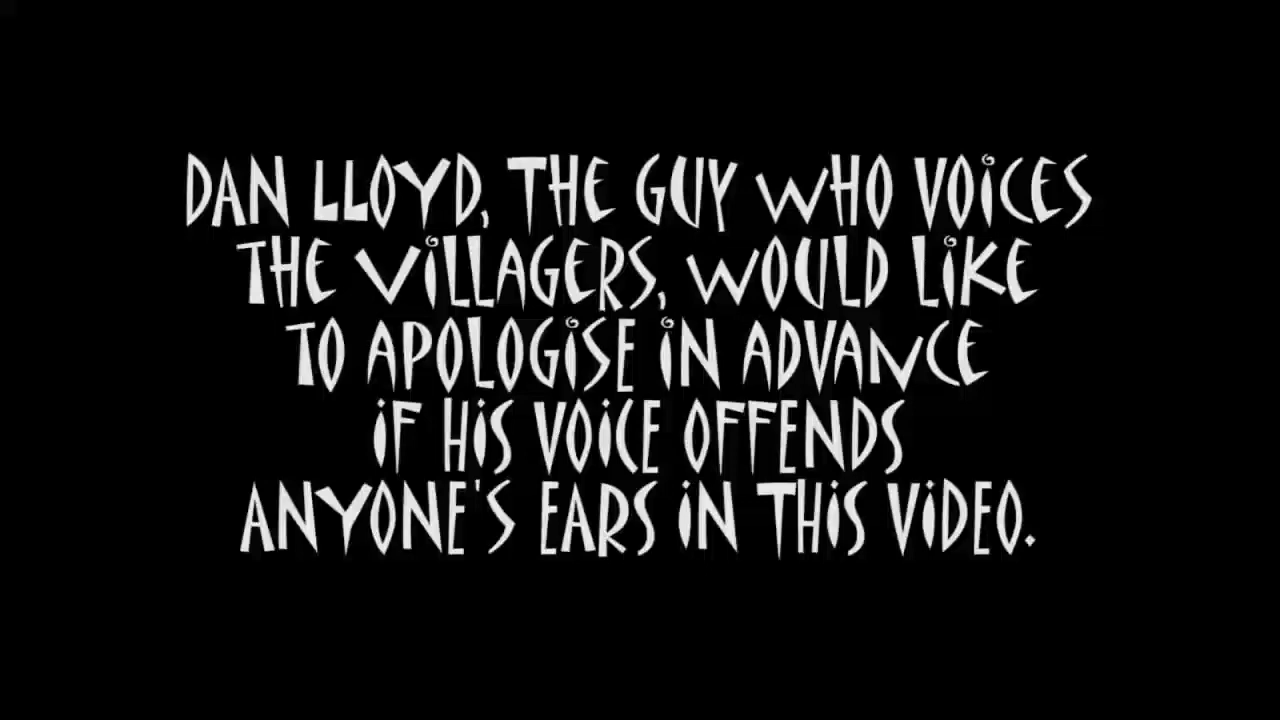 DAN LLOYD, THE GUY WHO VOICES
THE VILLAGERS, WOULD LIKE
TO APOLOGISE IN ADVANCE
IF HIS VOICE OFFENDS
ANYONE'S EARS IN THIS VIDEO.